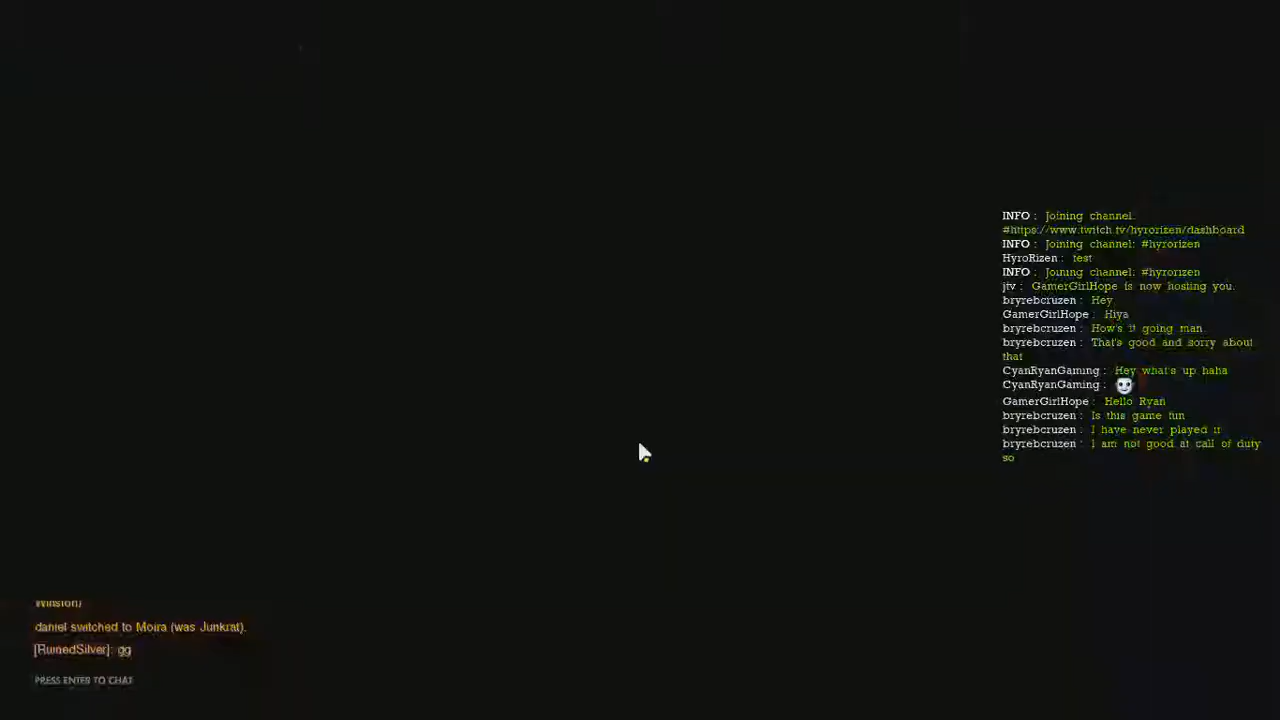 INFO : Joining channel:
#https://www.twitch.tv/hyrorizen/dashboard
INFO : Joining channel: #hyrorizen
HyroRizen : test
INFO : Joining channel: #hyrorizen
jtv : GamerGirlHope is now hosting you.
bryrebcruzen : Hey
GamerGirlHope : Hiya
bryrebcruzen : How's it going man
bryrebcruzen : That's good and sorry about
that
CyanRyanGaming : Hey what's up haha
CyanRyanGaming :
GamerGirlHope : Hello Ryan
bryrebcruzen : Is this game fun
bryrebcruzen : I have never played it
bryrebcruzen : I am not good at call of duty
so
Winston)
daniel switched to Moira (was Junkrat).
[RuinedSilver]: gg
PRESS ENTER TO CHAT